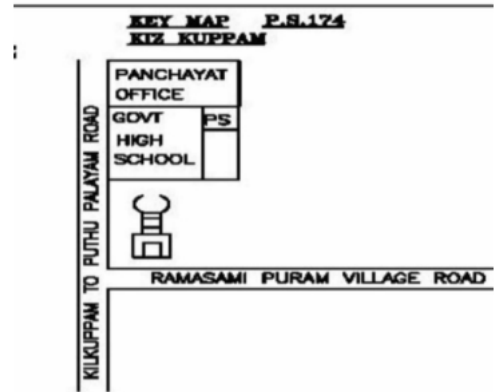 KEY MAP P.S.174
KIZ KUPPAM
PANCHAYAT
OFFICE
GOVT PS
HIGH
SCHOOL
KILKUPPAM TO PUTHU PALAYAM ROAD
RAMASAMI PURAM VILLAGE ROAD